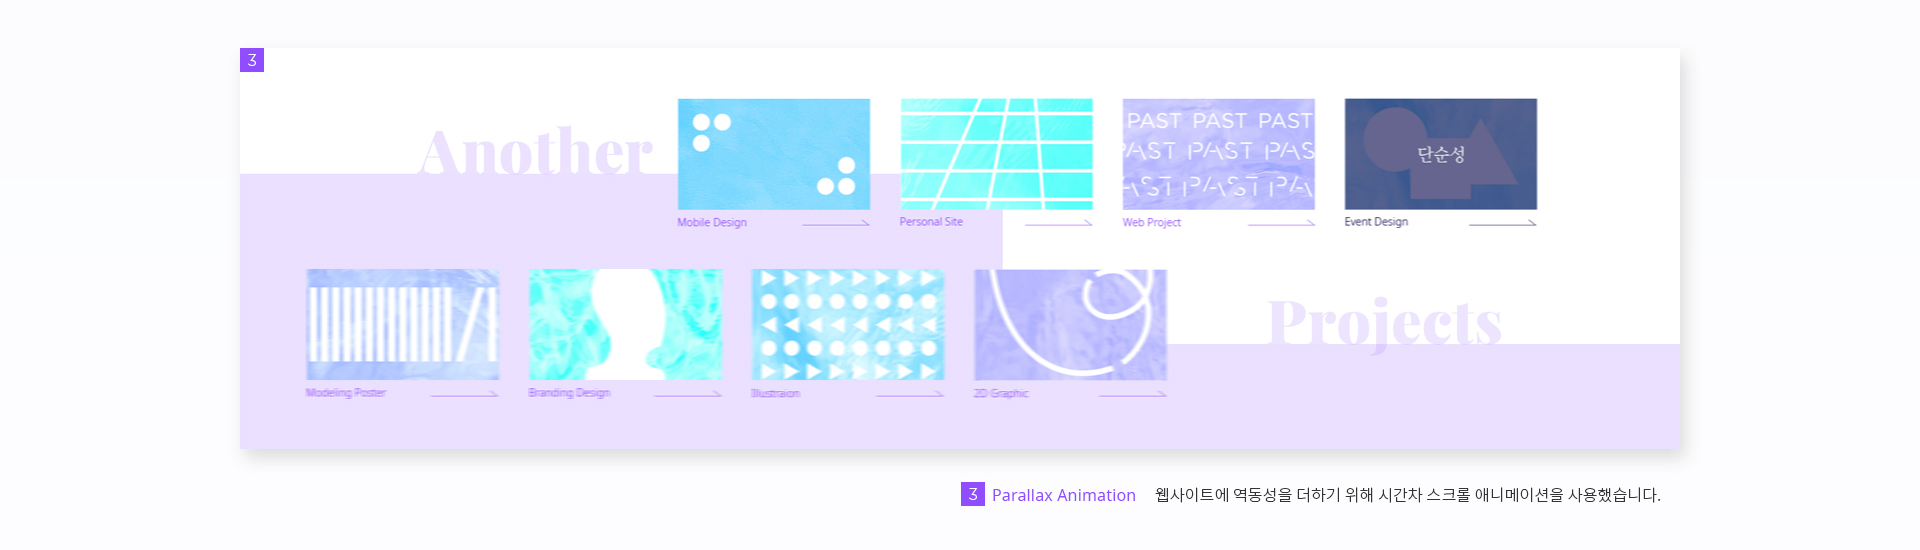 3
Another
PAST PAST PAST
PAST PAST PAS
AST PAST PA
단순성
Mobile Design
Personal Site
Web Project
Event Design
Projects
Modeling Poster
Branding Design
Illustraion
2D Graphic
3 Parallax Animation 웹사이트에 역동성을 더하기 위해 시간차 스크롤 애니메이션을 사용했습니다.